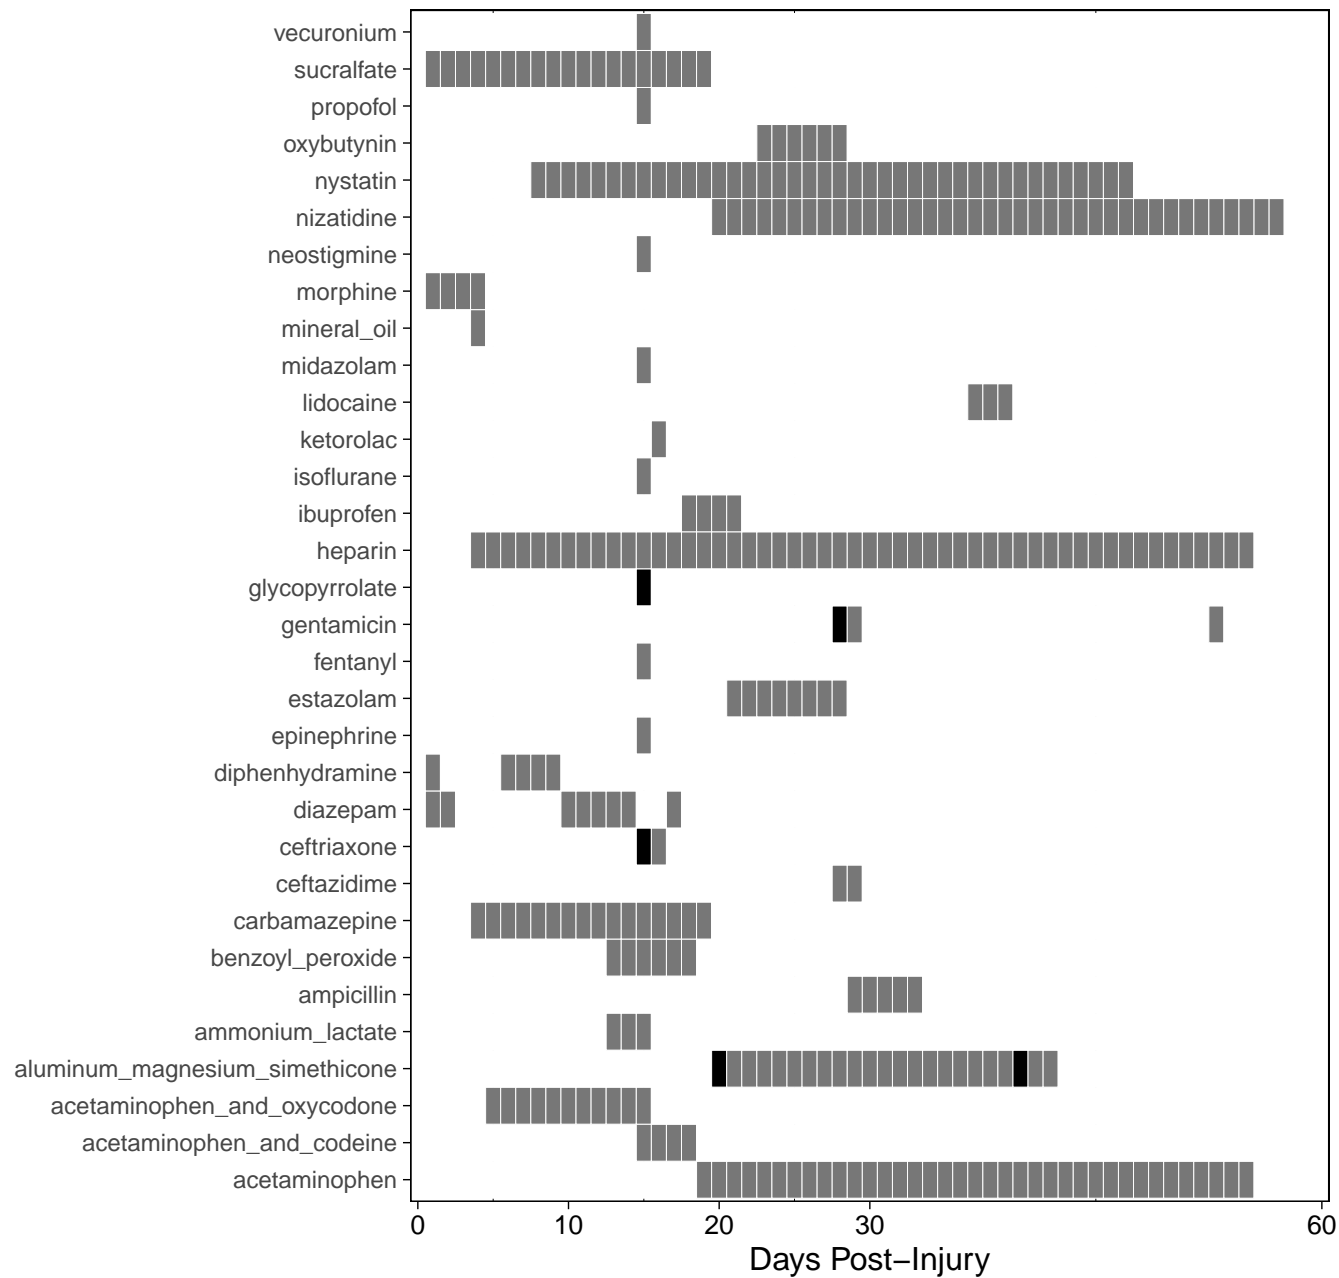 vecuronium
sucralfate
propofol
oxybutynin
nystatin
nizatidine
neostigmine
morphine
mineral_oil
midazolam
lidocaine
ketorolac
isoflurane
ibuprofen
heparin
glycopyrrolate
gentamicin
fentanyl
estazolam
epinephrine
diphenhydramine
diazepam
ceftriaxone
ceftazidime
carbamazepine
benzoyl_peroxide
ampicillin
ammonium_lactate
aluminum_magnesium_simethicone
acetaminophen_and_oxycodone
acetaminophen_and_codeine
acetaminophen
0 10 20 30 60
Days Post−Injury